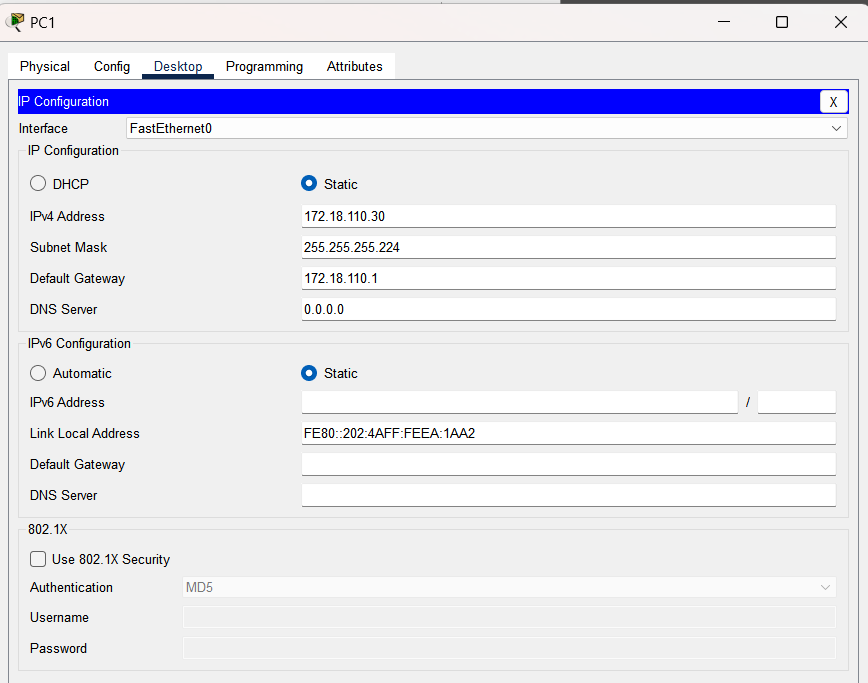 PC1
Physical Config Desktop Programming Attributes
IP Configuration X
Interface FastEthernet0
IP Configuration
DHCP Static
IPv4 Address 172.18.110.30
Subnet Mask 255.255.255.224
Default Gateway 172.18.110.1
DNS Server 0.0.0.0
IPv6 Configuration
Automatic Static
IPv6 Address /
Link Local Address FE80::202:4AFF:FEEA:1AA2
Default Gateway
DNS Server
802.1X
Use 802.1X Security
Authentication MD5
Username
Password